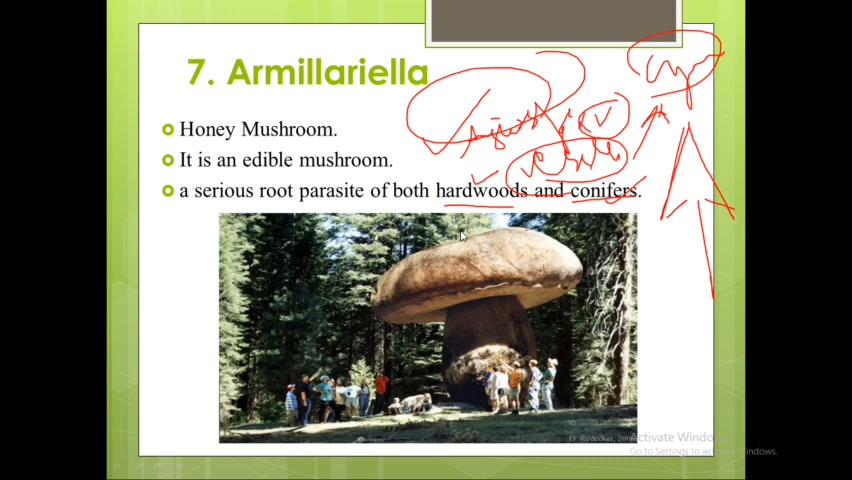 7. Armillariella
Honey Mushroom.
It is an edible mushroom.
a serious root parasite of both hardwoods and conifers.
Activate Windo
Go to Settings to activate Windows.